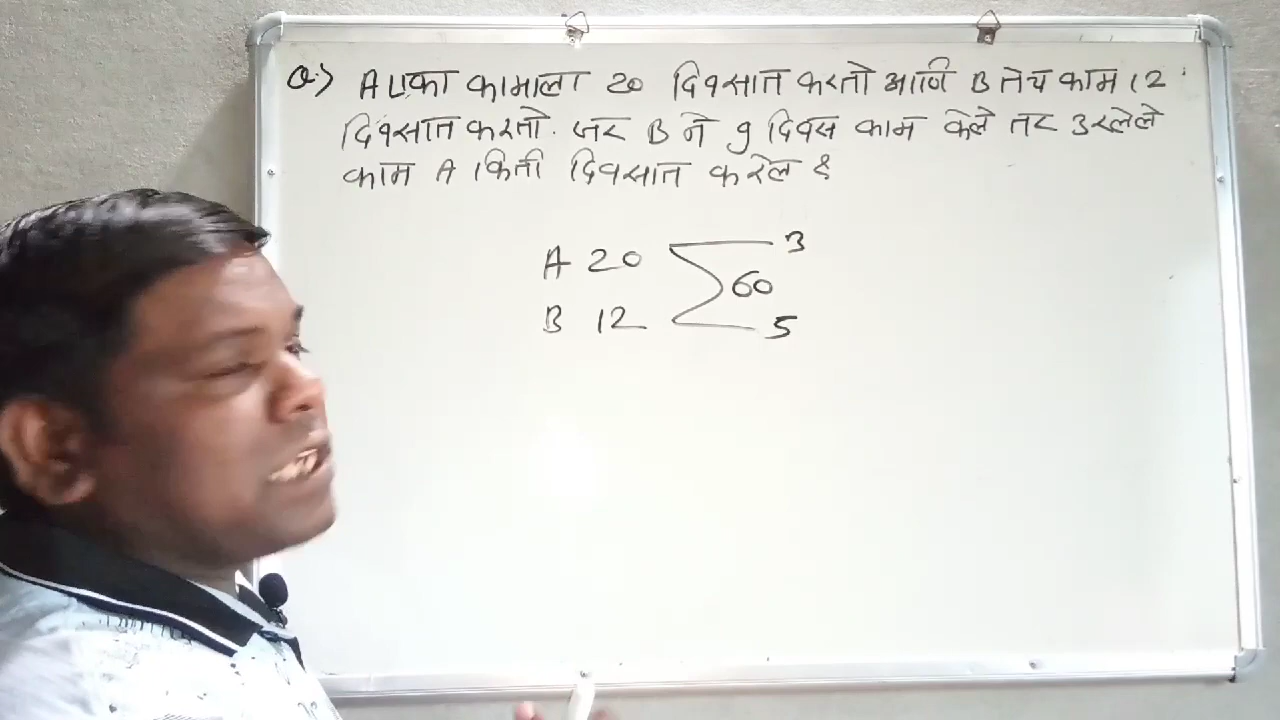 Q.) A एका कामाला 20 दिवसात करतो आणि B तेच काम 12
दिवसात करतो. जर B ने 9 दिवस काम केले तर उरलेले
काम A किती दिवसात करेल ?
A 20 3
60
B 12 5